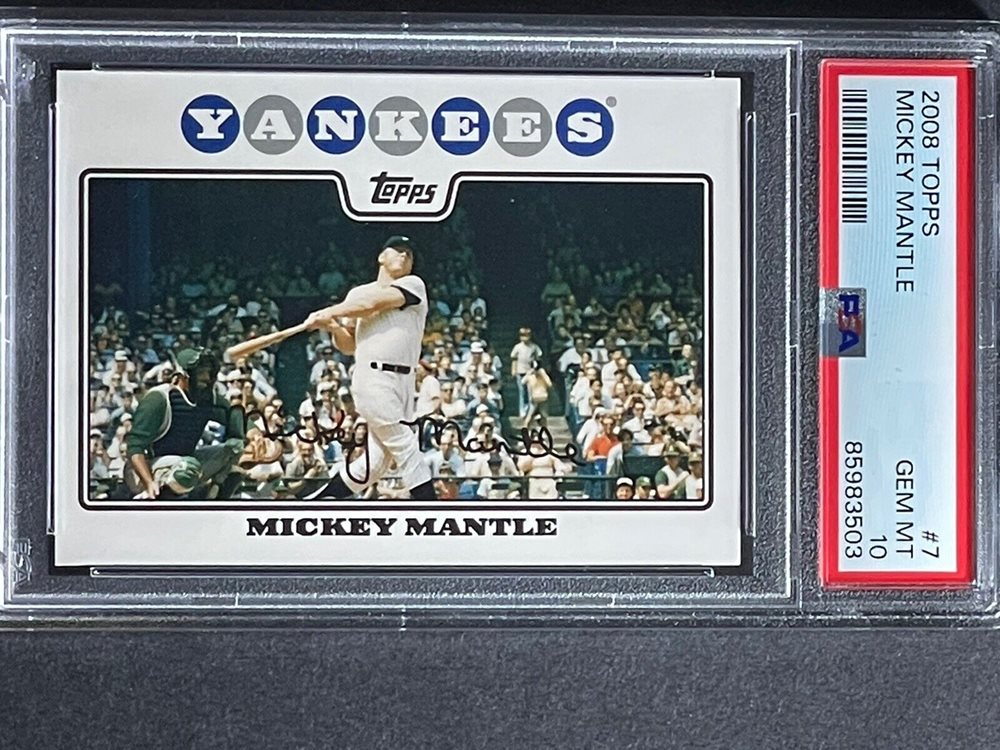 YANKEES®
Topps
Mickey Mantle
MICKEY MANTLE
2008 TOPPS #7
MICKEY MANTLE GEM MT
10
85983503
PSA